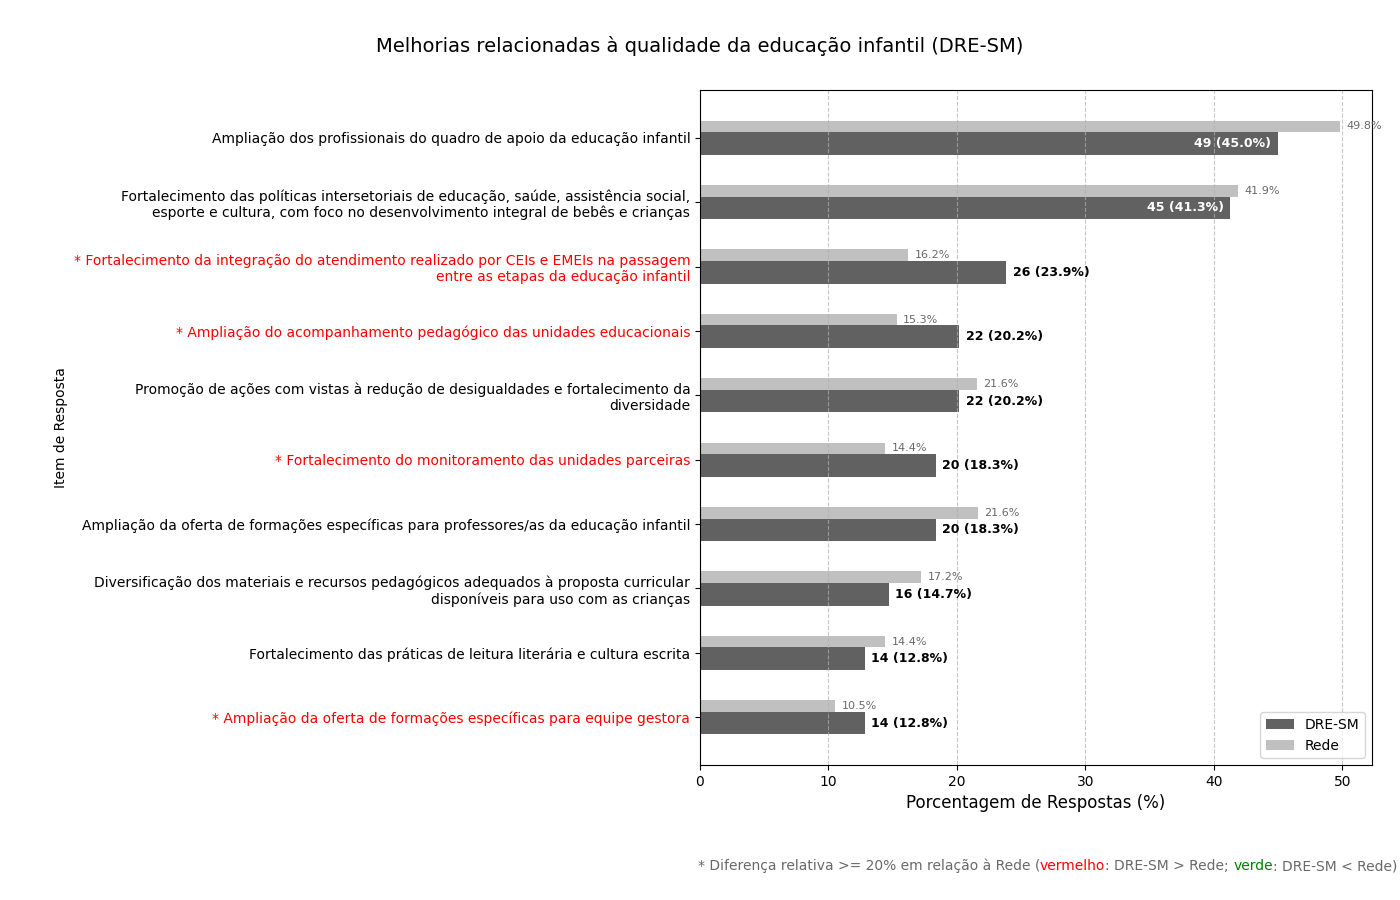 Melhorias relacionadas à qualidade da educação infantil (DRE-SM)
Item de Resposta
Ampliação dos profissionais do quadro de apoio da educação infantil
49.8%
49 (45.0%)
Fortalecimento das políticas intersetoriais de educação, saúde, assistência social,
esporte e cultura, com foco no desenvolvimento integral de bebês e crianças
41.9%
45 (41.3%)
* Fortalecimento da integração do atendimento realizado por CEIs e EMEIs na passagem
entre as etapas da educação infantil
16.2%
26 (23.9%)
* Ampliação do acompanhamento pedagógico das unidades educacionais
15.3%
22 (20.2%)
Promoção de ações com vistas à redução de desigualdades e fortalecimento da
diversidade
21.6%
22 (20.2%)
* Fortalecimento do monitoramento das unidades parceiras
14.4%
20 (18.3%)
Ampliação da oferta de formações específicas para professores/as da educação infantil
21.6%
20 (18.3%)
Diversificação dos materiais e recursos pedagógicos adequados à proposta curricular
disponíveis para uso com as crianças
17.2%
16 (14.7%)
Fortalecimento das práticas de leitura literária e cultura escrita
14.4%
14 (12.8%)
* Ampliação da oferta de formações específicas para equipe gestora
10.5%
14 (12.8%)
DRE-SM
Rede
0 10 20 30 40 50
Porcentagem de Respostas (%)
* Diferença relativa >= 20% em relação à Rede (vermelho: DRE-SM > Rede; verde: DRE-SM < Rede)